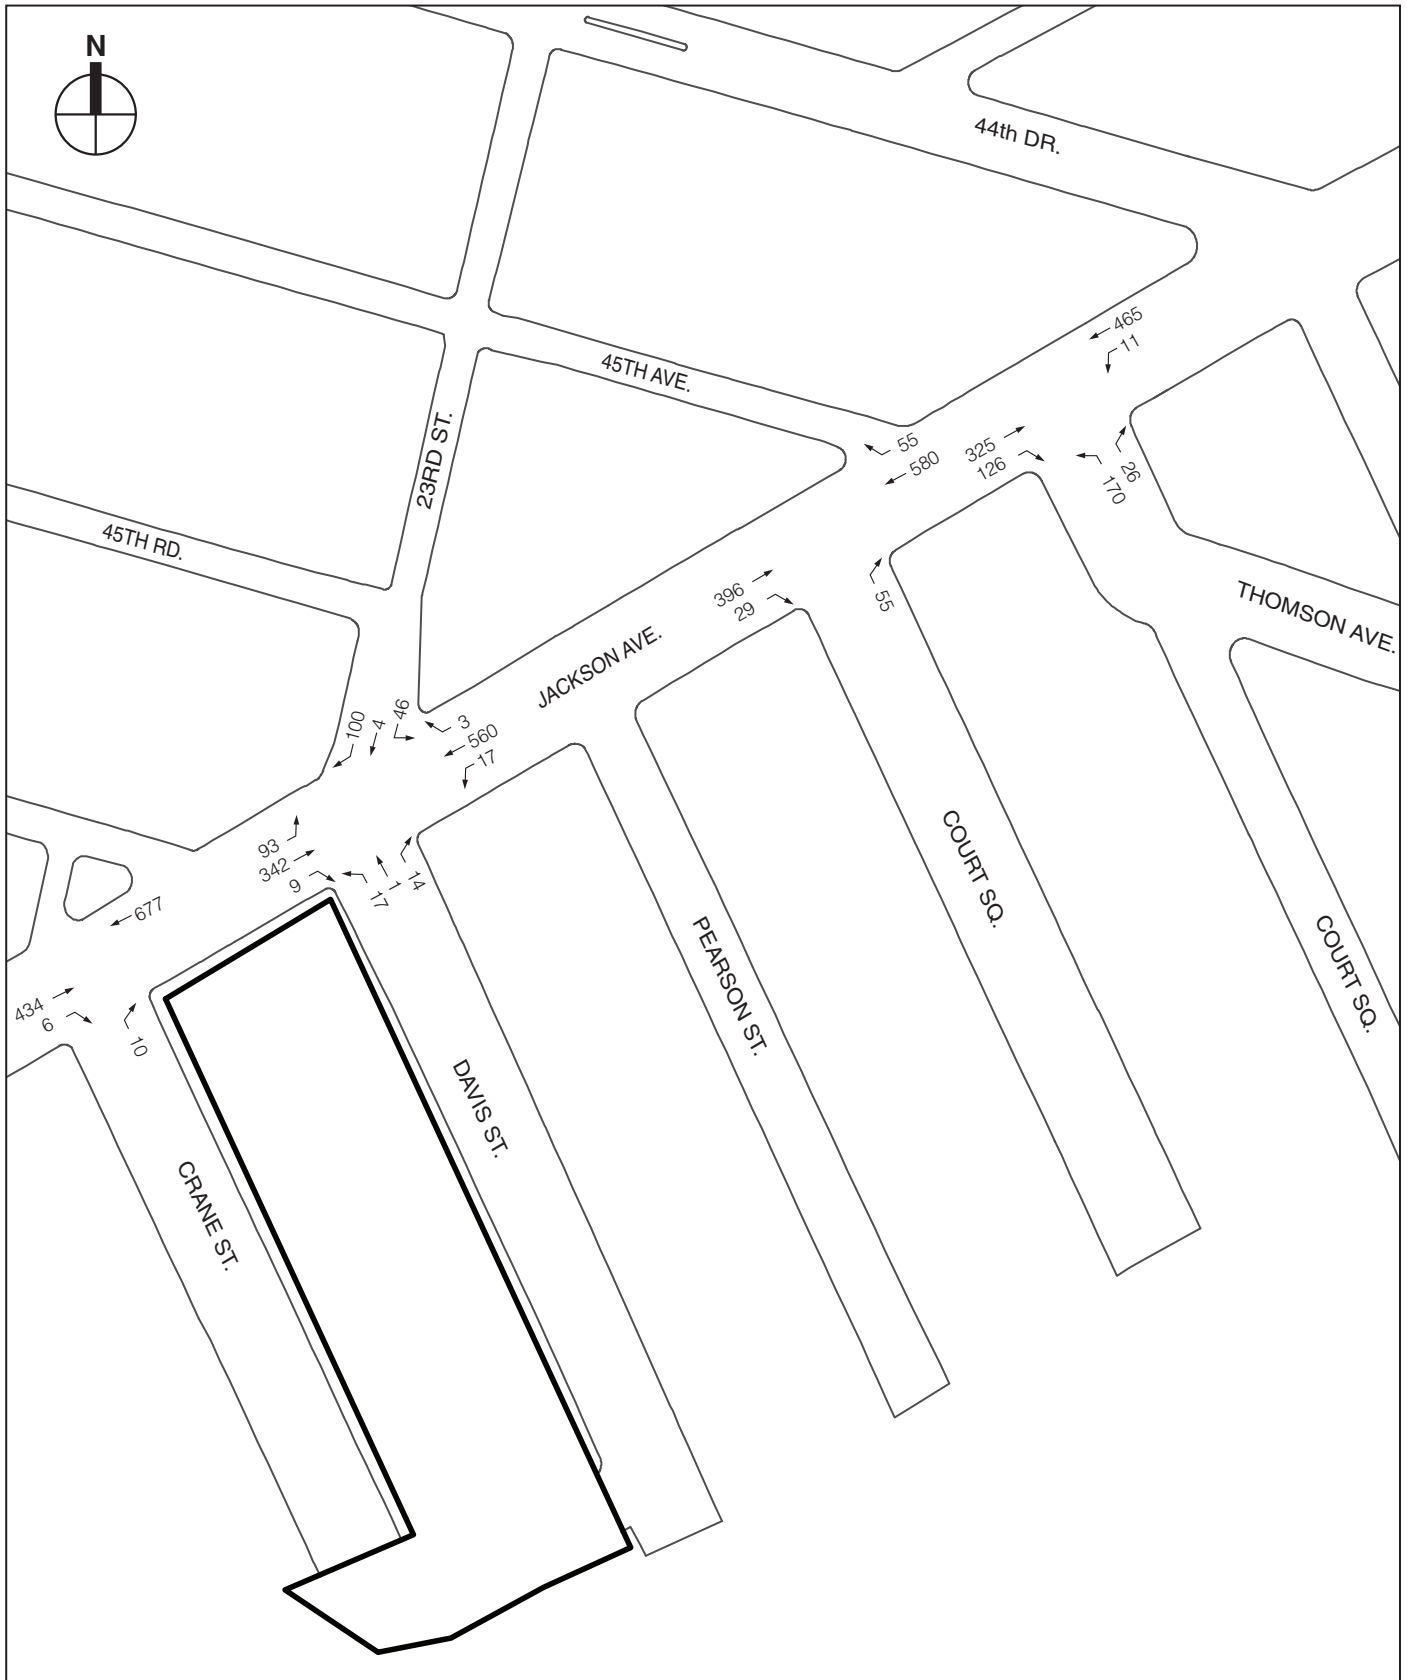 N
44th DR.
465
11
45TH AVE.
55
580
325
126
26
170
23RD ST.
45TH RD.
396
29
55
THOMSON AVE.
JACKSON AVE.
100
4
46
3
560
17
93
342
9
17
1
14
COURT SQ.
677
PEARSON ST.
COURT SQ.
434
6
10
DAVIS ST.
CRANE ST.